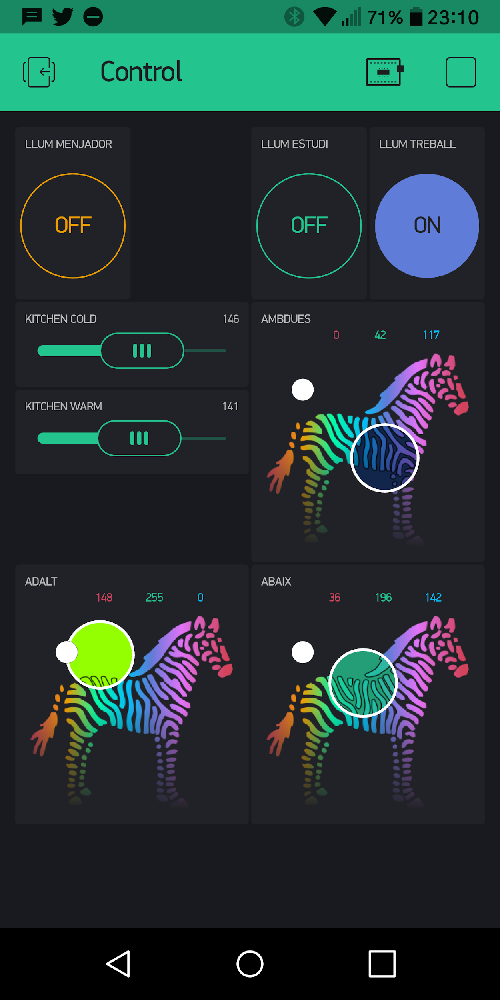 71% 23:10
Control
LLUM MENJADOR
OFF
LLUM ESTUDI
OFF
LLUM TREBALL
ON
KITCHEN COLD 146
KITCHEN WARM 141
AMBDUES
0 42 117
ADALT
148 255 0
ABAIX
36 196 142